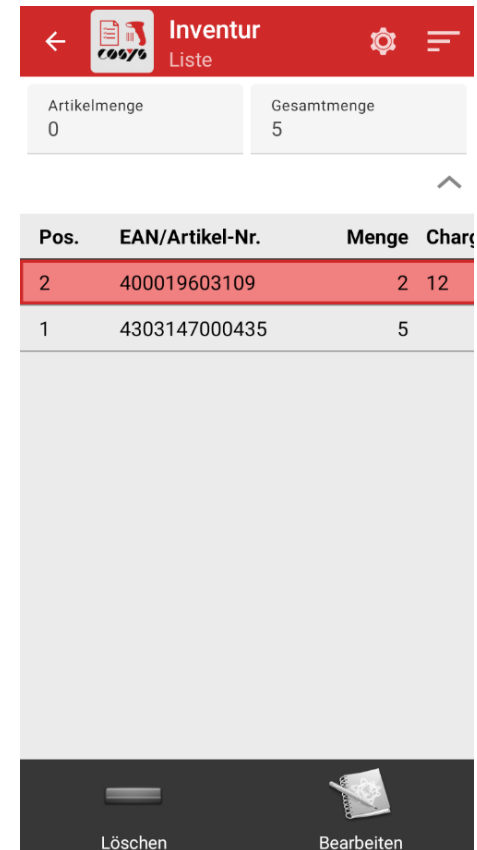 Inventur
COSYS
Liste
Artikelmenge Gesamtmenge
0 5
Pos. EAN/Artikel-Nr. Menge Charg
2 400019603109 2 12
1 4303147000435 5
Löschen Bearbeiten